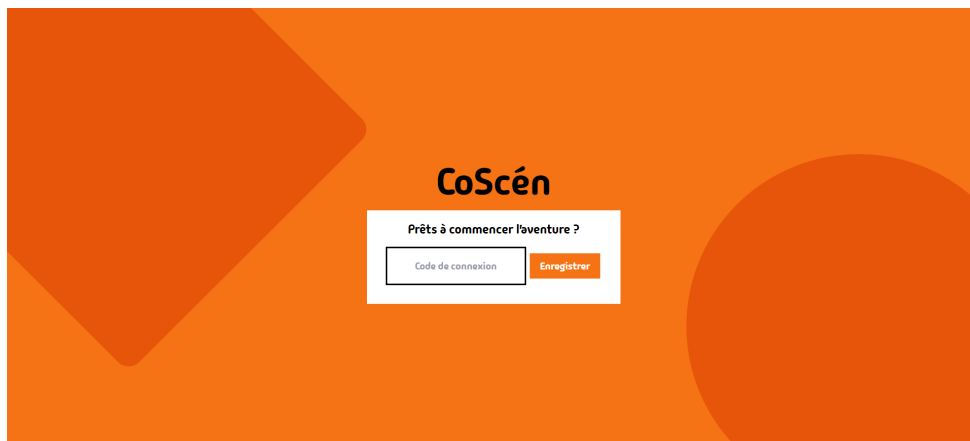 CoScén
Prêts à commencer l'aventure ?
Code de connexion
Enregistrer